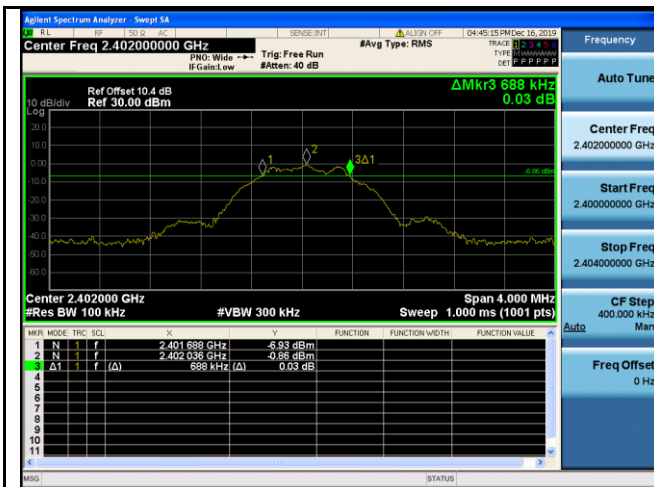 Agilent Spectrum Analyzer - Swept SA
RL RF 50 Ω AC SENSE:INT ALIGN OFF 04:45:15 PM Dec 16, 2019
Center Freq 2.402000000 GHz
#Avg Type: RMS
TRACE 1 2 3 4 5 6
PNO: Wide
Trig: Free Run
TYPE
IFGain:Low
#Atten: 40 dB
DET P P P P P P
Ref Offset 10.4 dB
ΔMkr3 688 kHz
10 dB/div
Ref 30.00 dBm
0.03 dB
Log
20.0
10.0
0.00
-10.0
-20.0
-30.0
-40.0
-50.0
-60.0
1
2
3Δ1
-6.86 dBm
Center 2.402000 GHz
Span 4.000 MHz
#Res BW 100 kHz
#VBW 300 kHz
Sweep 1.000 ms (1001 pts)
MKR MODE TRC SCL X Y FUNCTION FUNCTION WIDTH FUNCTION VALUE
1 N 1 f 2.401 688 GHz -6.93 dBm
2 N 1 f 2.402 036 GHz -0.86 dBm
3 Δ1 1 f (Δ) 688 kHz (Δ) 0.03 dB
4
5
6
7
8
9
10
11
MSG
STATUS
Frequency
Auto Tune
Center Freq
2.402000000 GHz
Start Freq
2.400000000 GHz
Stop Freq
2.404000000 GHz
CF Step
400.000 kHz
Auto Man
Freq Offset
0 Hz